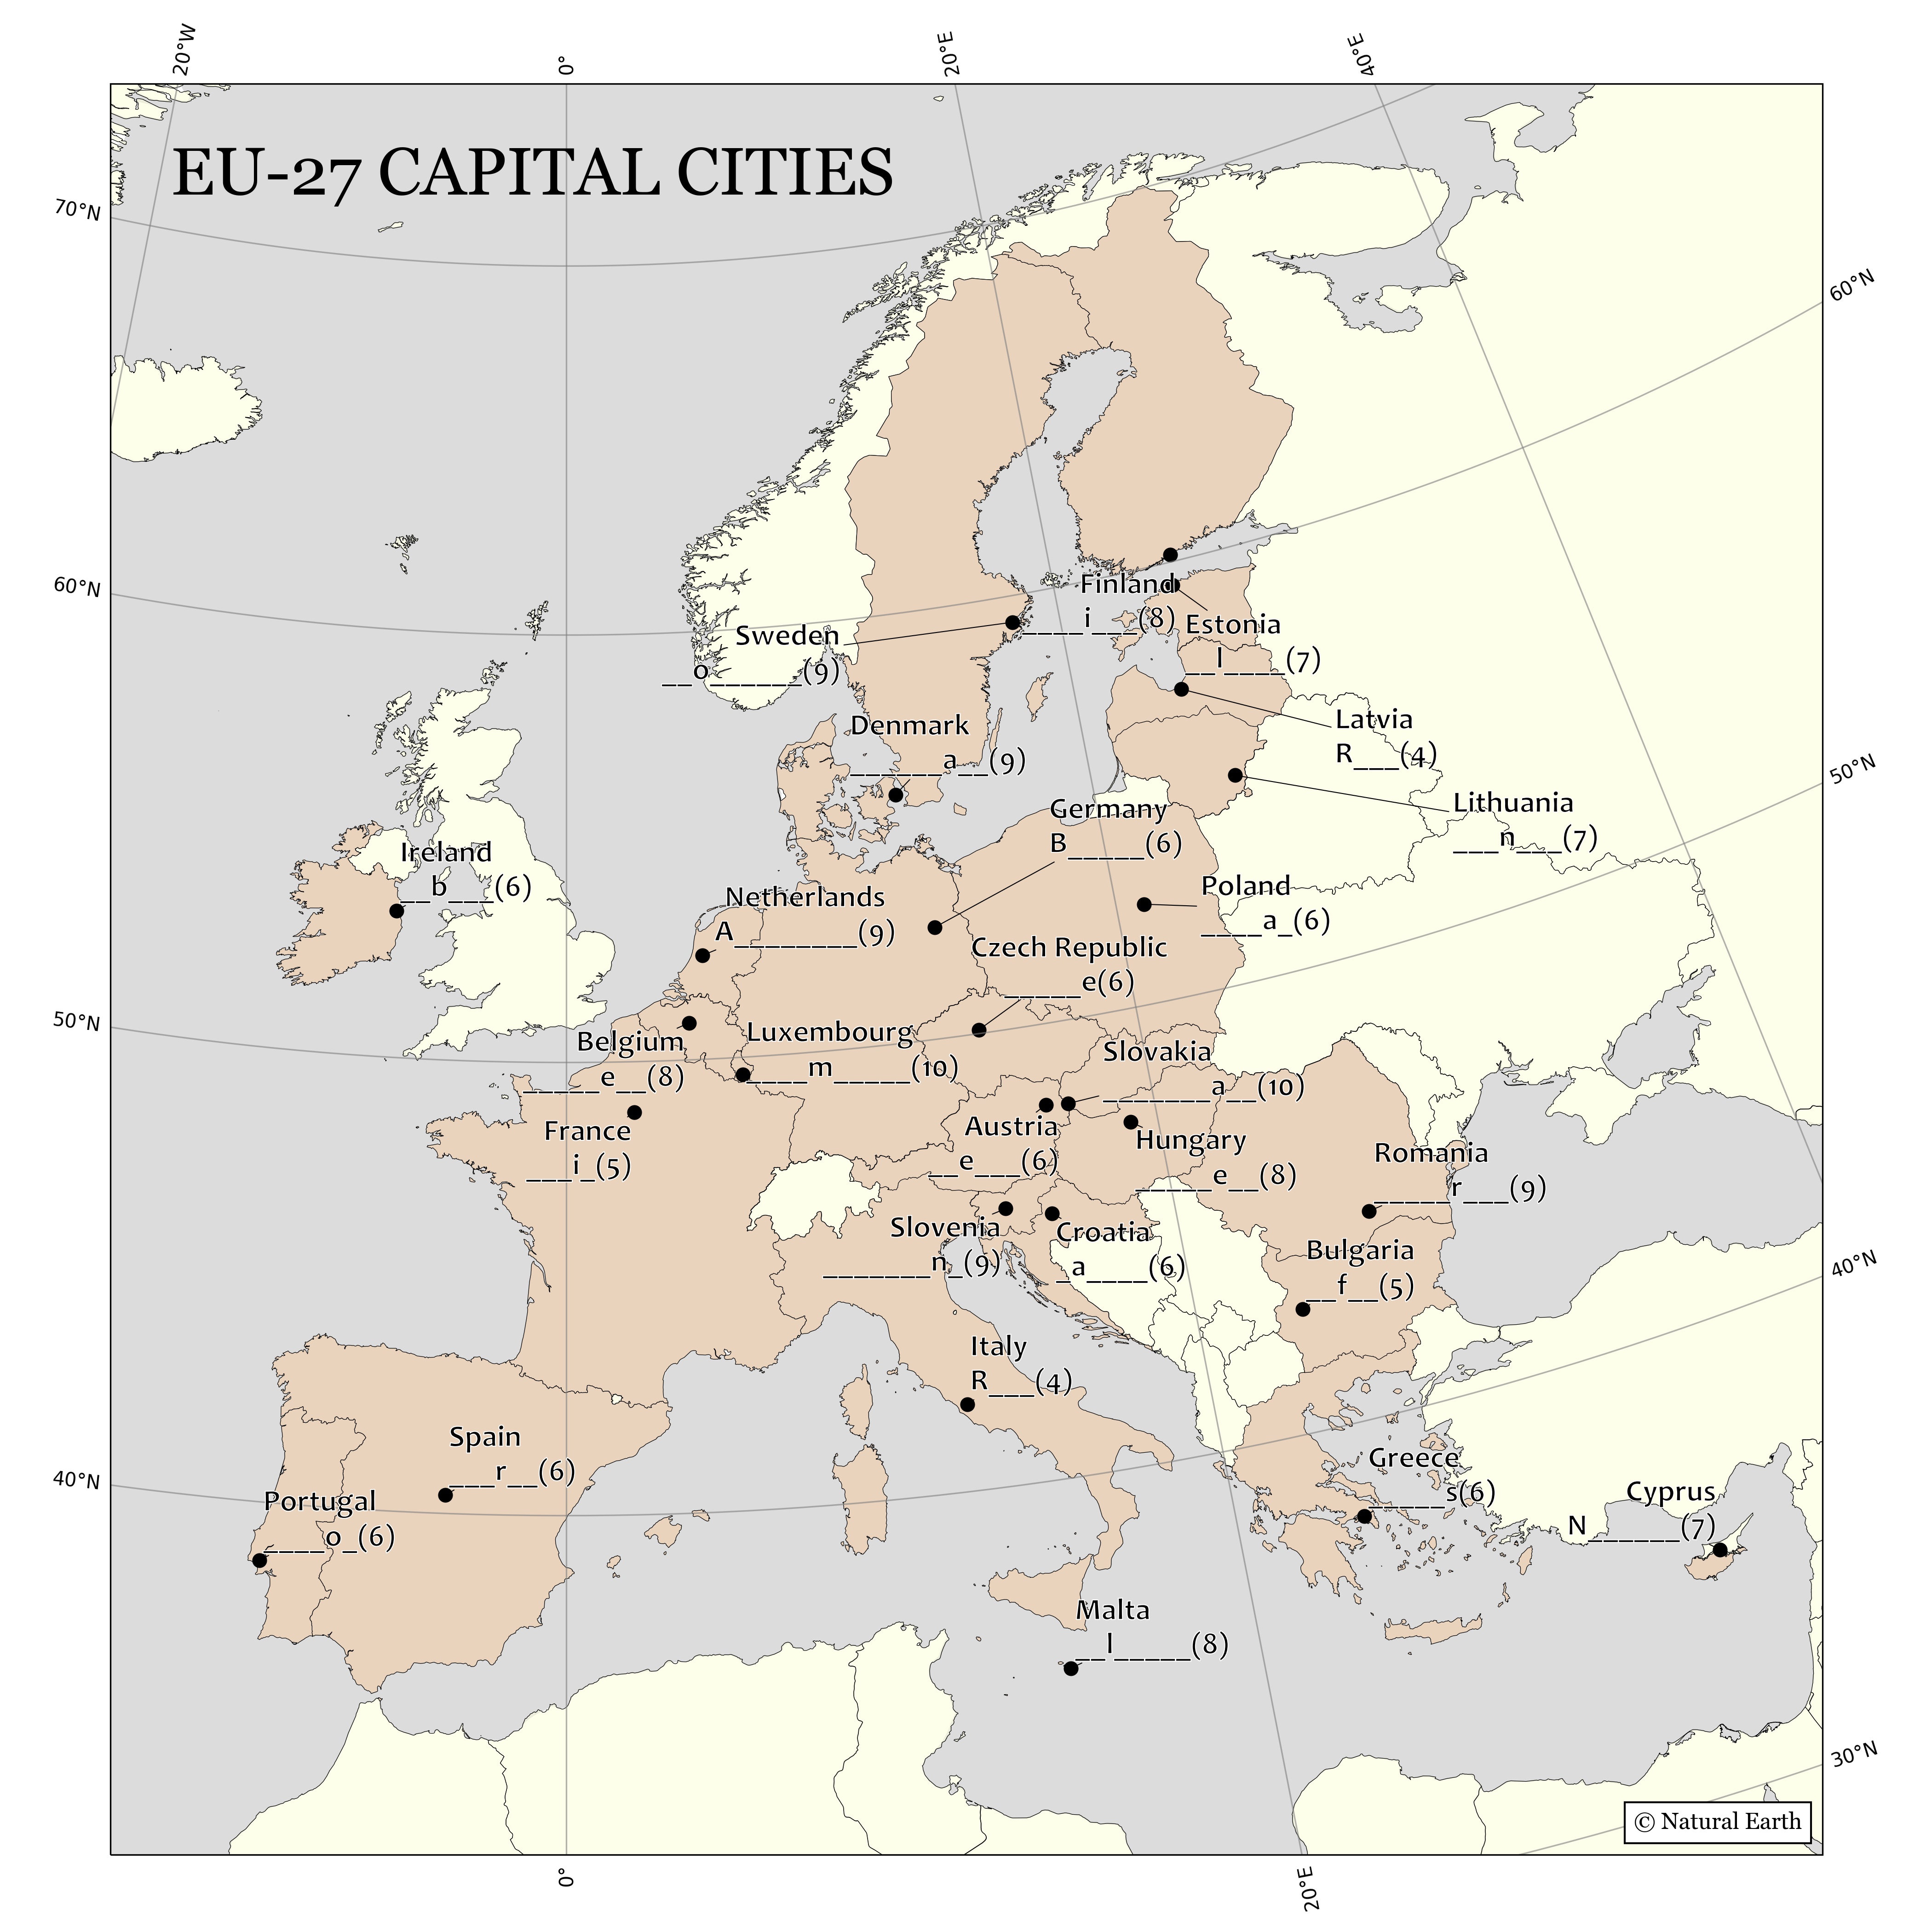 20°W
0°
20°E
40°E
EU-27 CAPITAL CITIES
70°N
60°N
60°N
Finland
____i___(8)
Estonia
__l____(7)
Sweden
__o______(9)
Latvia
R___(4)
Denmark
______a__(9)
50°N
Lithuania
___n___(7)
Germany
B_____(6)
Ireland
__b___(6)
Netherlands
A________(9)
Poland
____a_(6)
Czech Republic
_____e(6)
50°N
Belgium
_____e__(8)
Luxembourg
____m_____(10)
Slovakia
_______a__(10)
France
___i_(5)
Austria
__e___(6)
Hungary
_____e__(8)
Romania
_____r___(9)
Slovenia
_______n_(9)
Croatia
_a____(6)
Bulgaria
__f__(5)
40°N
Italy
R___(4)
Spain
___r__(6)
Greece
_____s(6)
40°N
Portugal
____o_(6)
Cyprus
N______(7)
Malta
__l_____(8)
30°N
© Natural Earth
0°
20°E